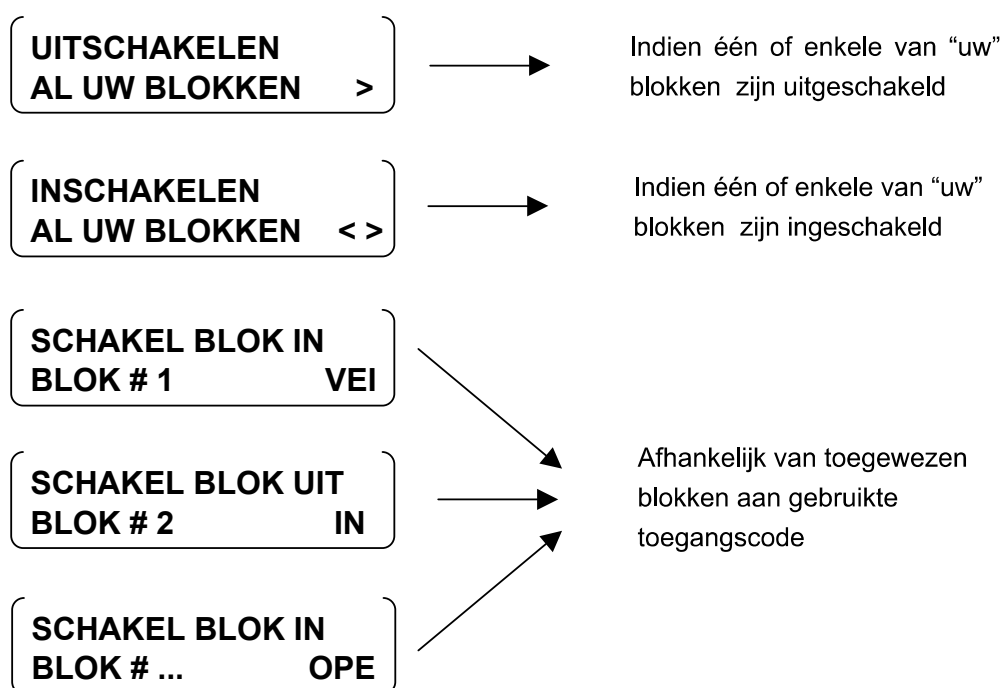 UITSCHAKELEN
AL UW BLOKKEN >
Indien één of enkele van “uw”
blokken zijn uitgeschakeld
INSCHAKELEN
AL UW BLOKKEN < >
Indien één of enkele van “uw”
blokken zijn ingeschakeld
SCHAKEL BLOK IN
BLOK # 1 VEI
SCHAKEL BLOK UIT
BLOK # 2 IN
SCHAKEL BLOK IN
BLOK # ... OPE
Afhankelijk van toegewezen
blokken aan gebruikte
toegangscode